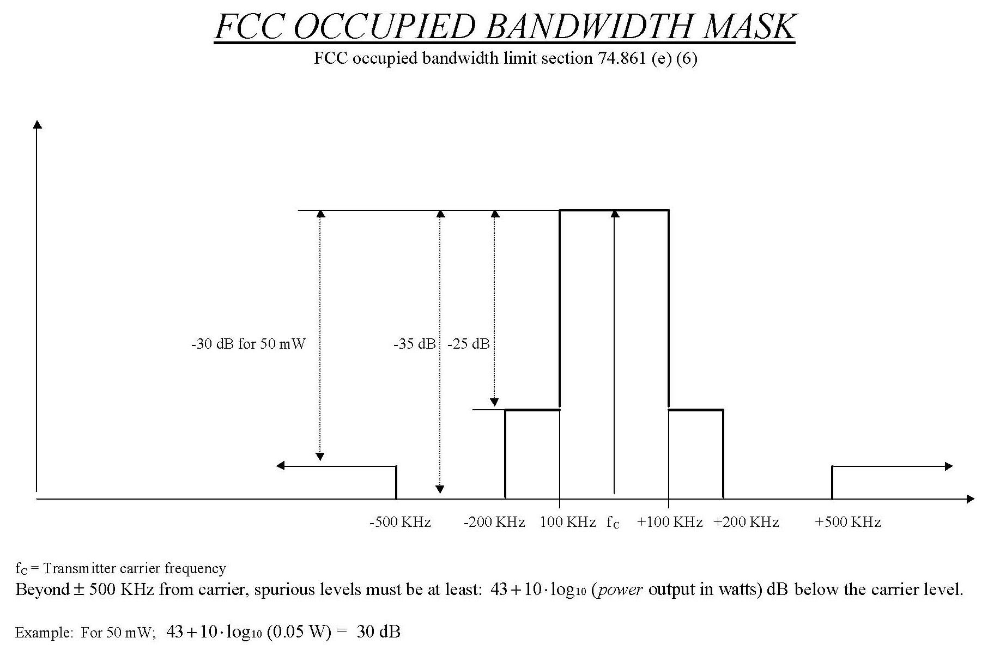 FCC OCCUPIED BANDWIDTH MASK
FCC occupied bandwidth limit section 74.861 (e) (6)
-30 dB for 50 mW
-35 dB
-25 dB
-500 KHz
-200 KHz
100 KHz
fC
+100 KHz
+200 KHz
+500 KHz
fC = Transmitter carrier frequency
Beyond ± 500 KHz from carrier, spurious levels must be at least: 43 + 10 · log10 (power output in watts) dB below the carrier level.
Example: For 50 mW; 43 + 10 · log10 (0.05 W) = 30 dB